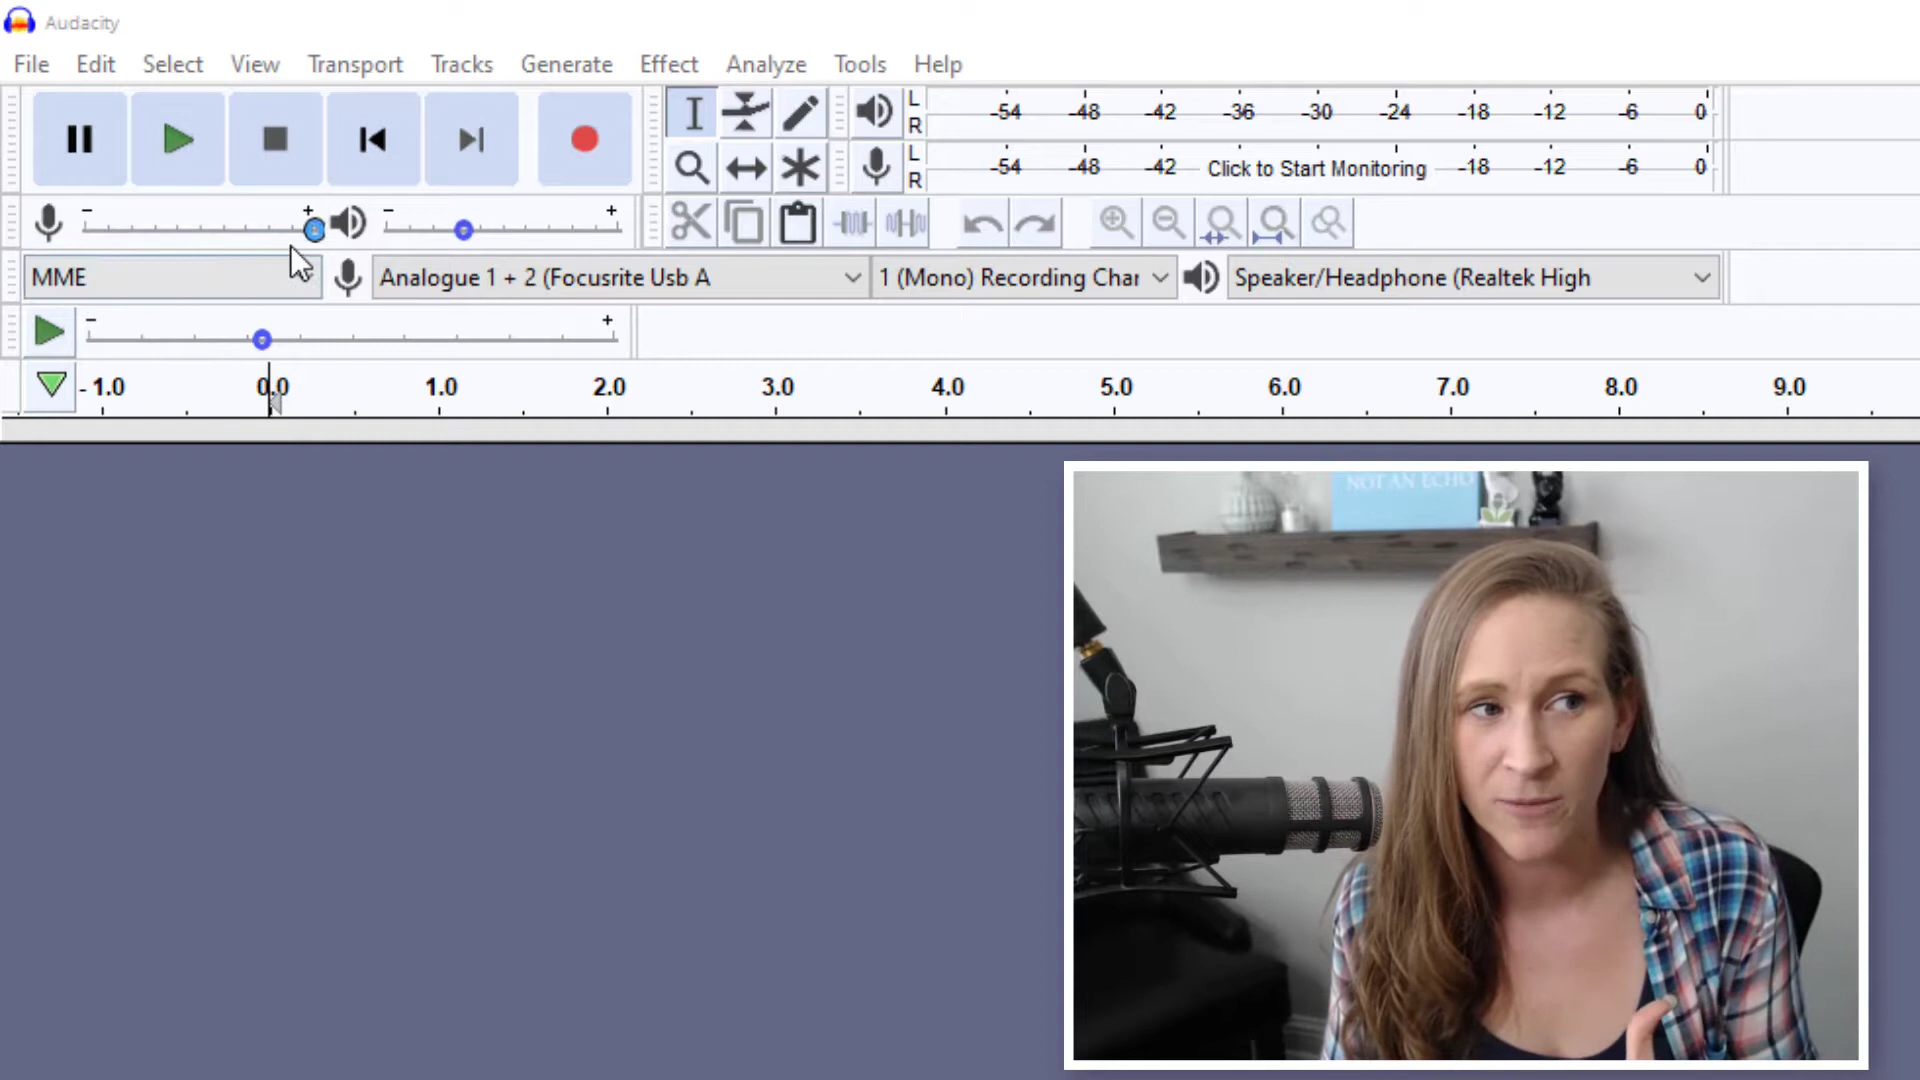 Audacity
File Edit Select View Transport Tracks Generate Effect Analyze Tools Help
L -54 -48 -42 -36 -30 -24 -18 -12 -6 0
R
L -54 -48 -42 Click to Start Monitoring -18 -12 -6 0
R
- + - +
MME Analogue 1 + 2 (Focusrite Usb A 1 (Mono) Recording Char Speaker/Headphone (Realtek High
- +
-1.0 0.0 1.0 2.0 3.0 4.0 5.0 6.0 7.0 8.0 9.0
NOT AN ECHO